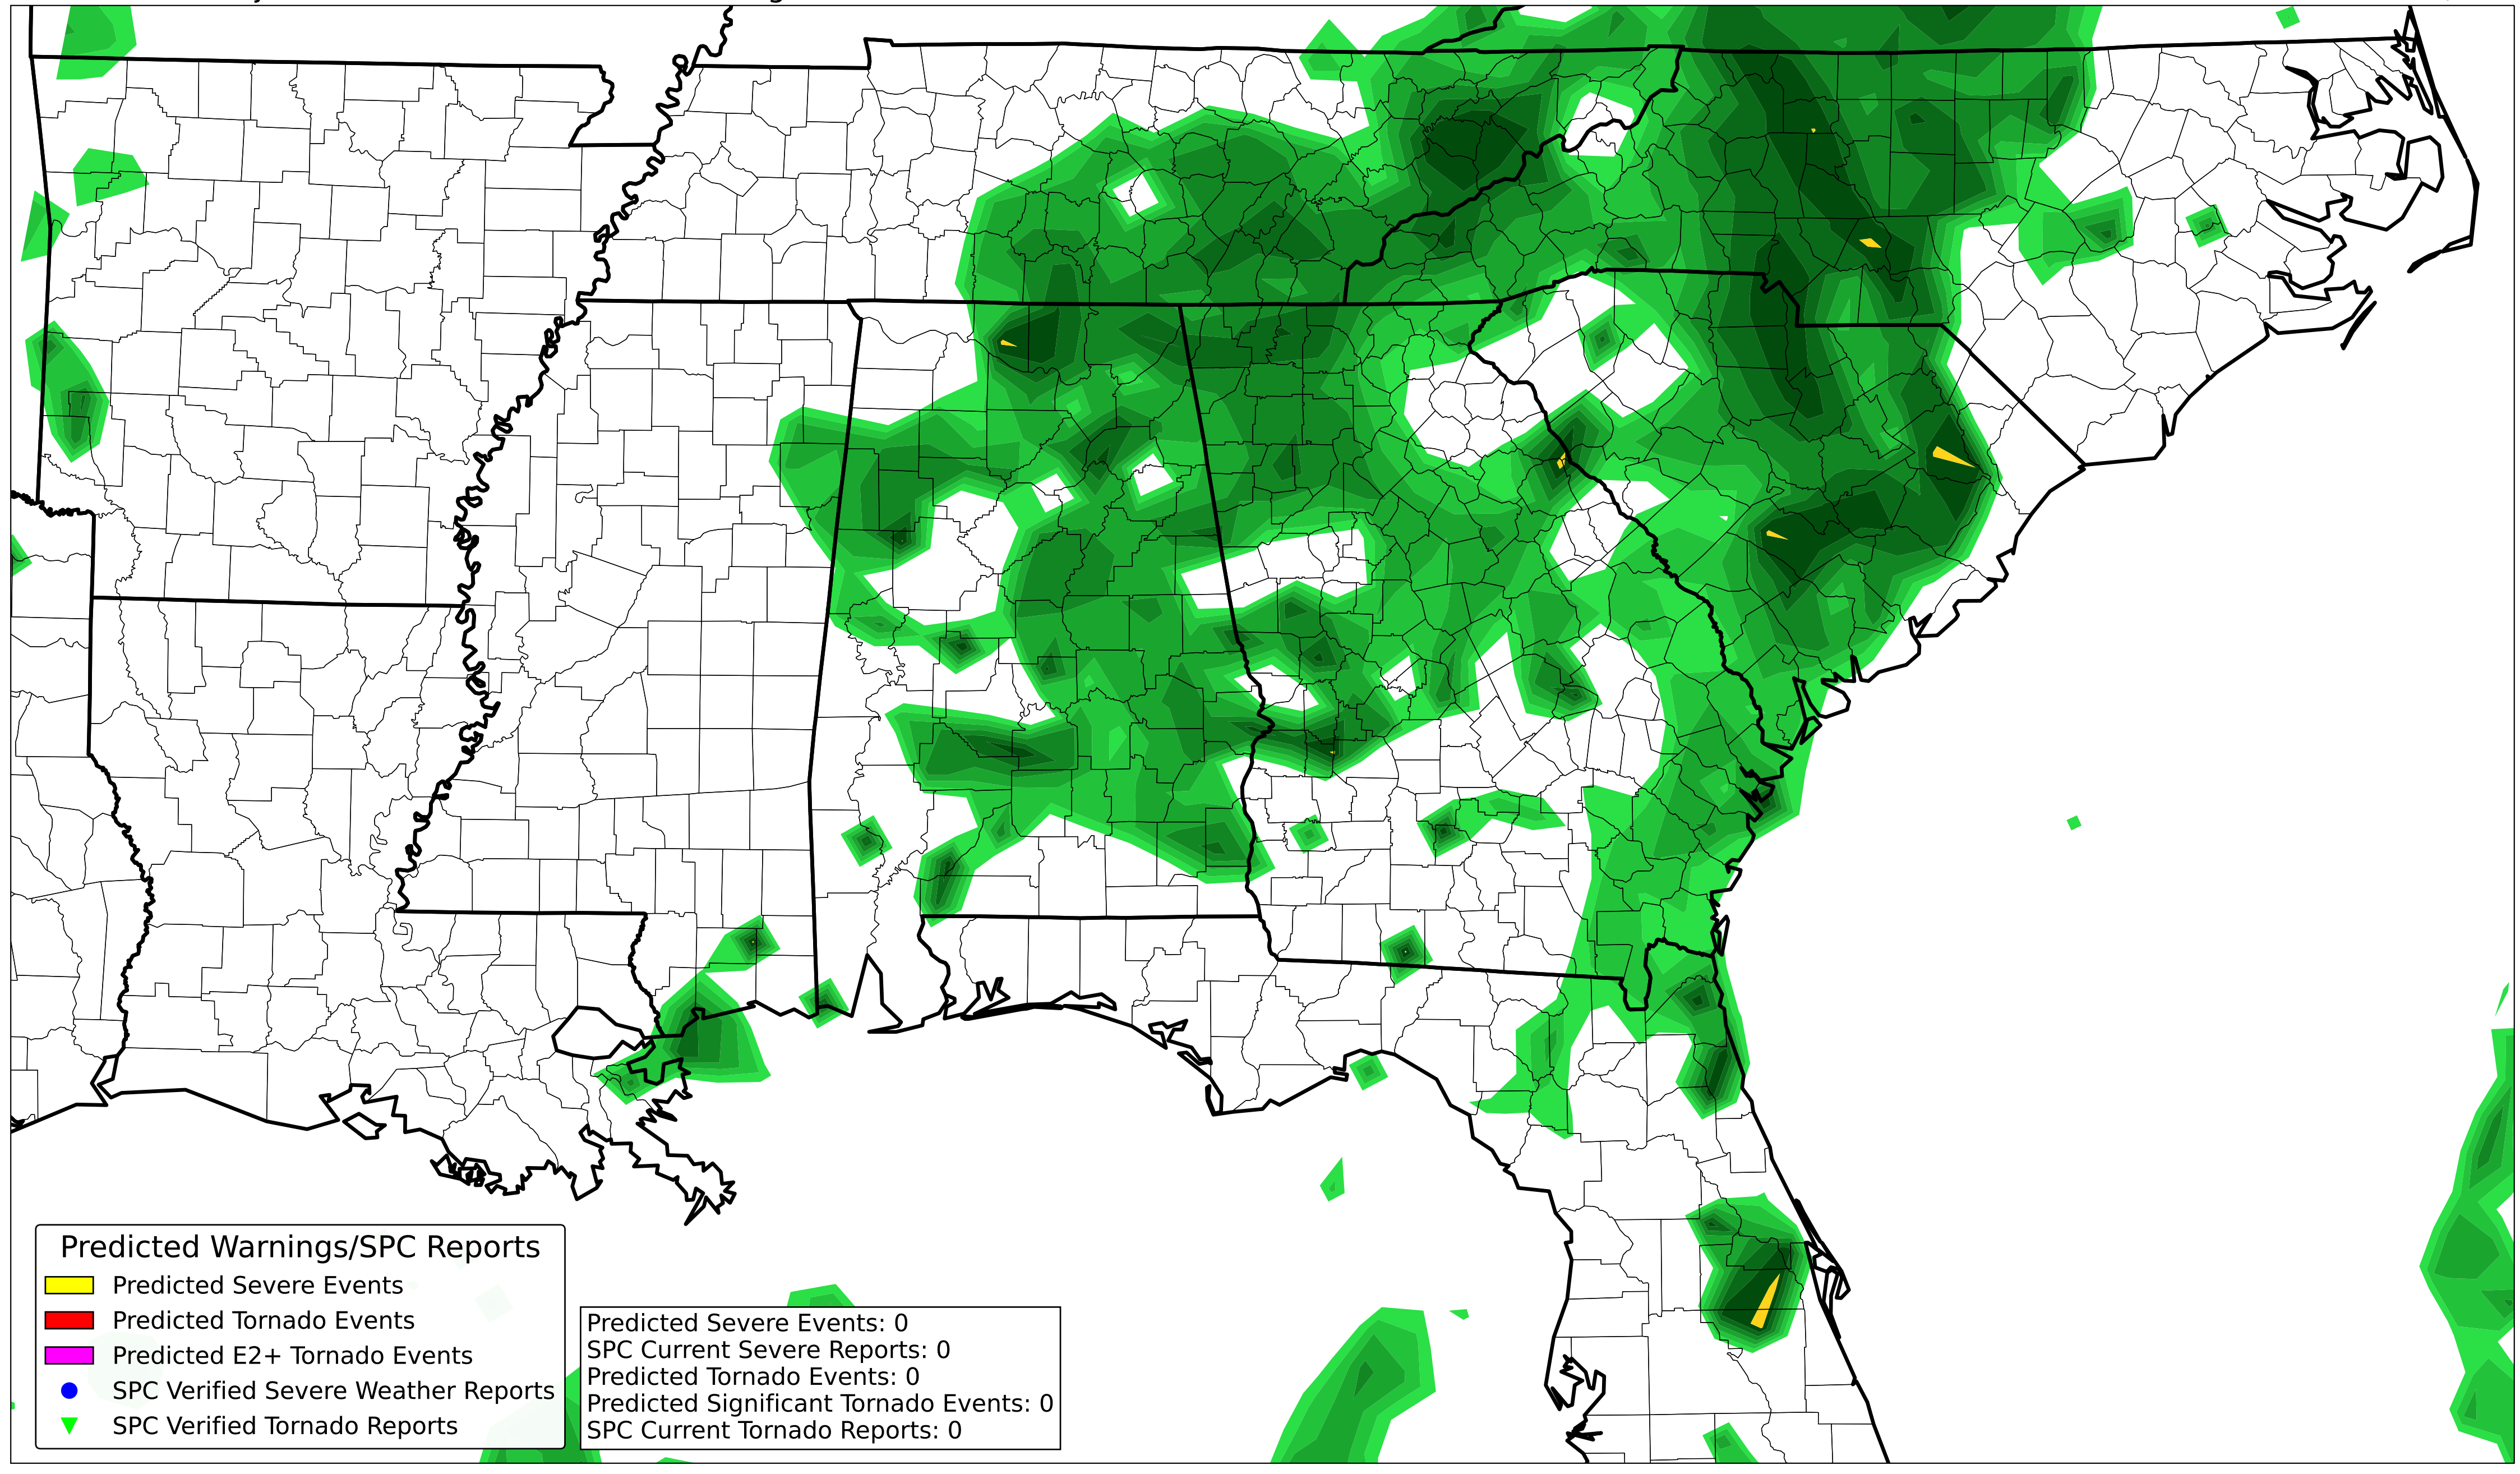 Predicted Warnings/SPC Reports
Predicted Severe Events
Predicted Tornado Events
Predicted E2+ Tornado Events
SPC Verified Severe Weather Reports
SPC Verified Tornado Reports
Predicted Severe Events: 0
SPC Current Severe Reports: 0
Predicted Tornado Events: 0
Predicted Significant Tornado Events: 0
SPC Current Tornado Reports: 0